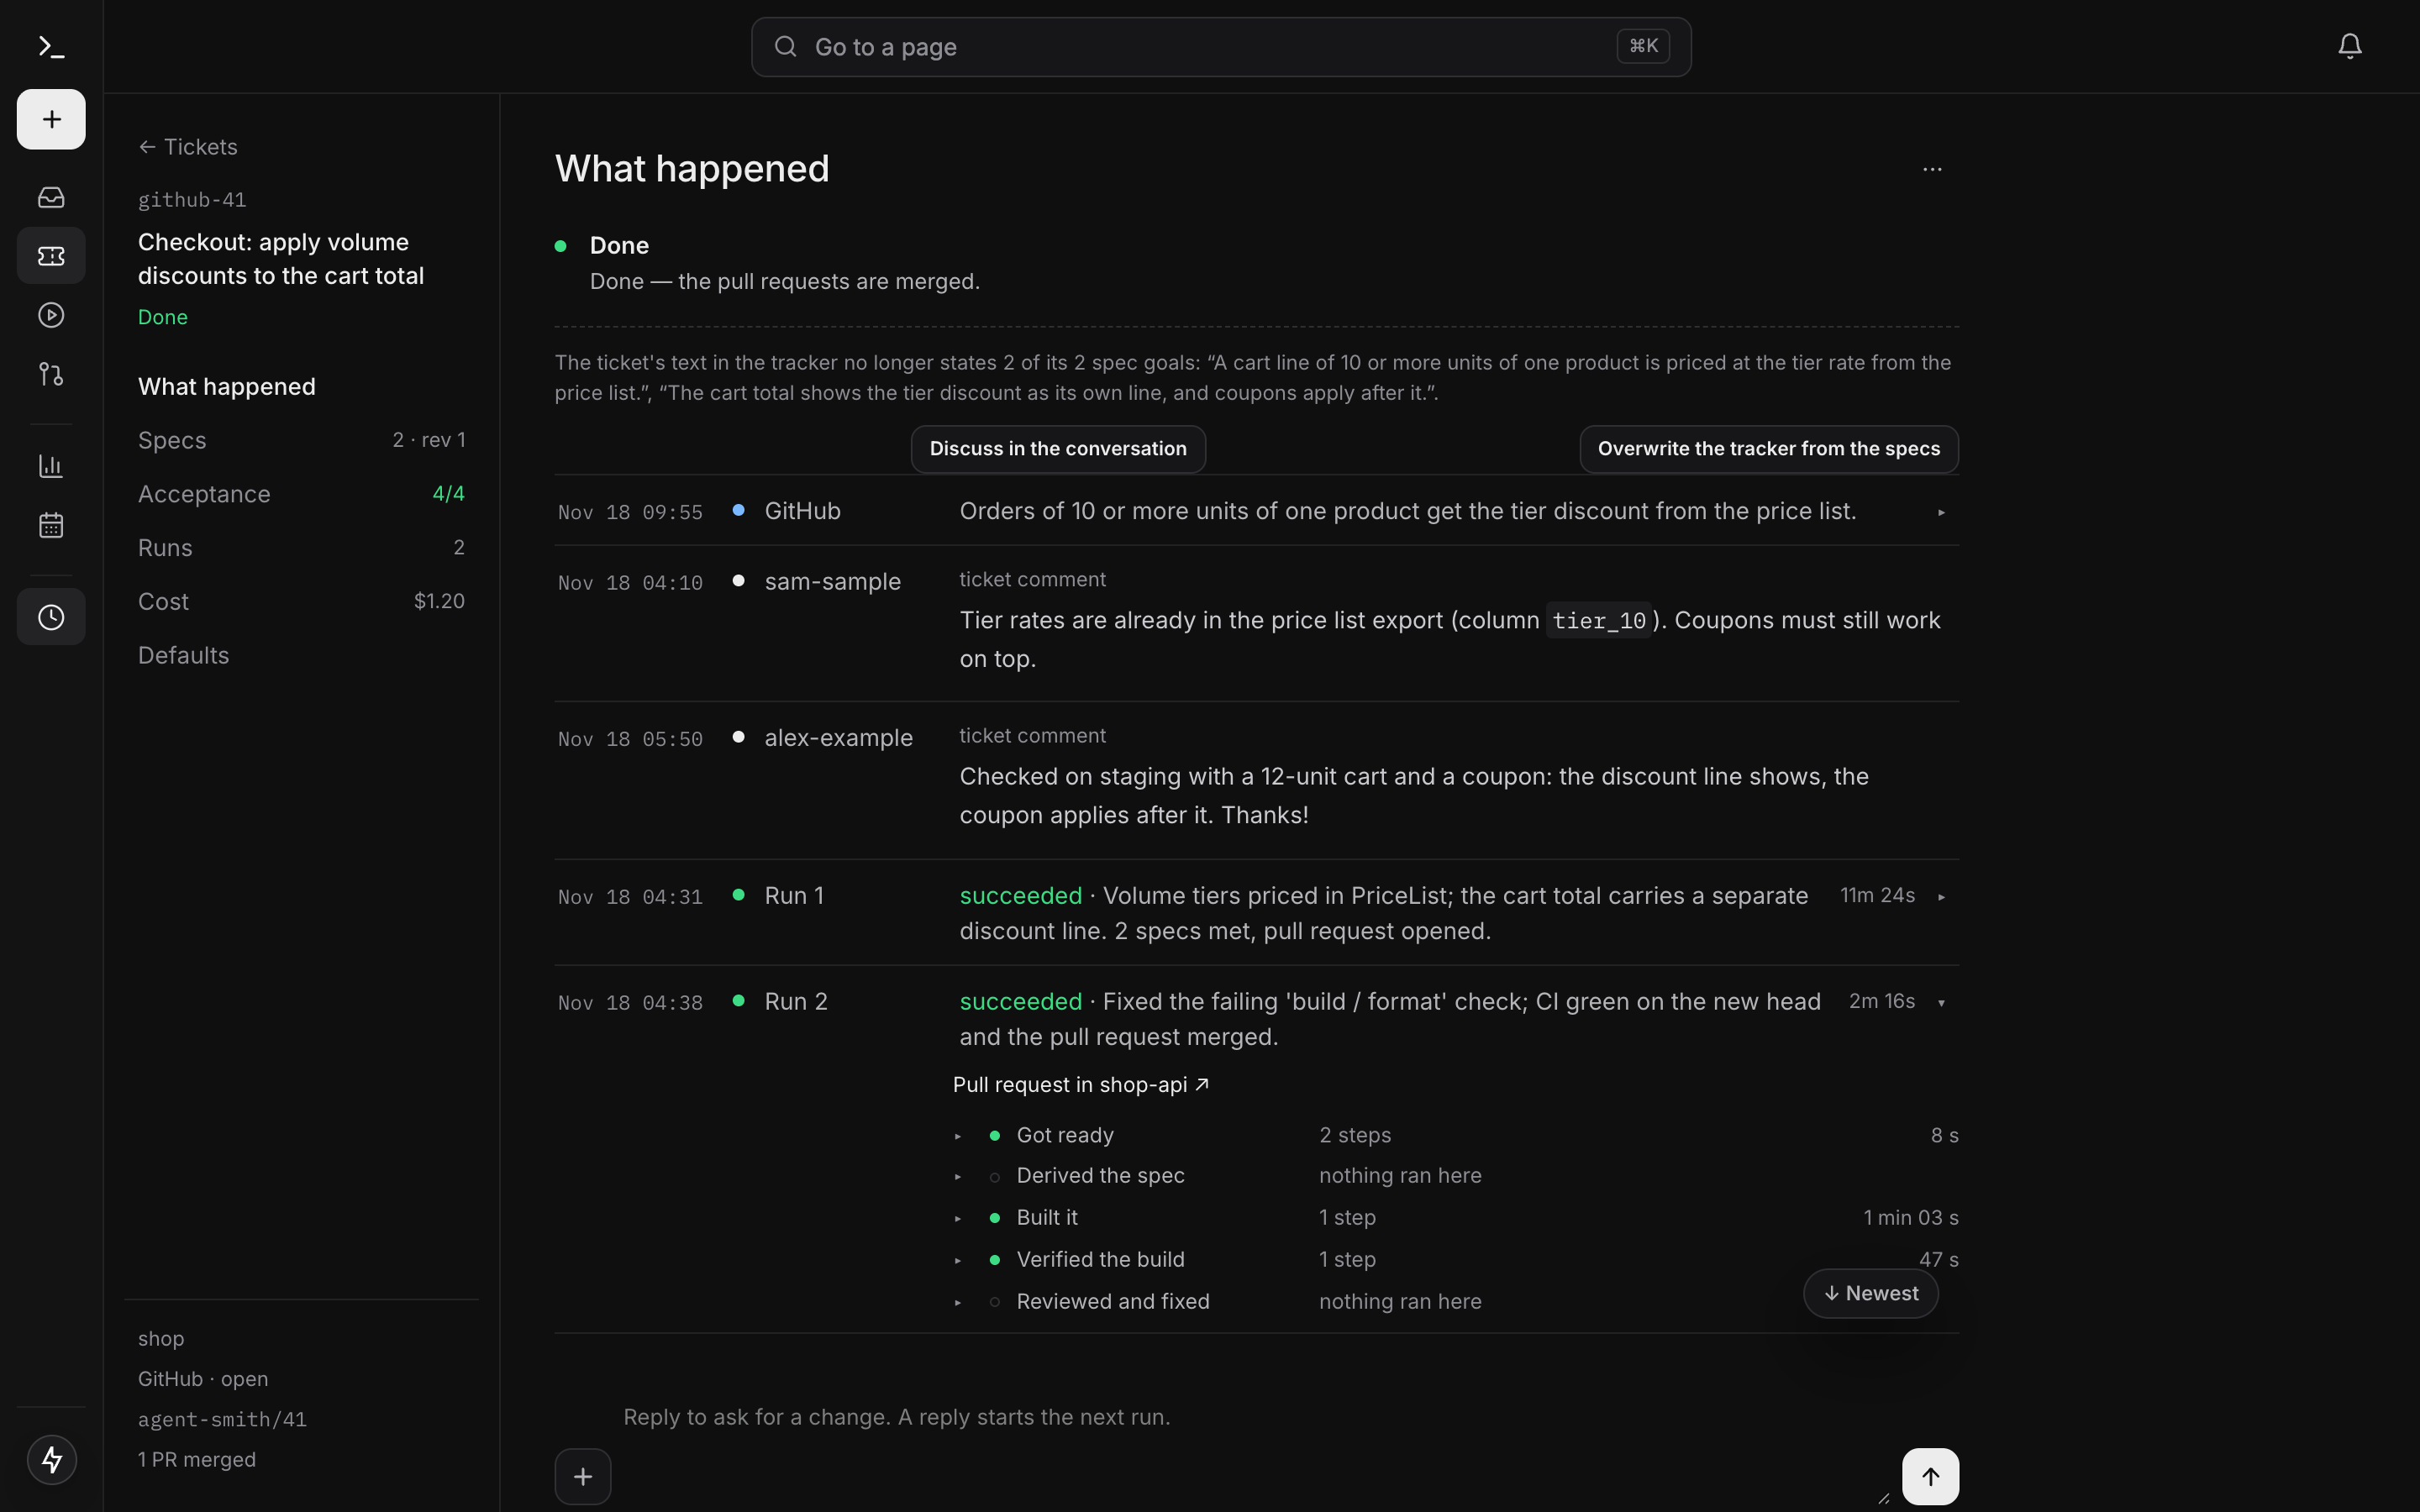 Go to a page
⌘K
← Tickets
github-41
Checkout: apply volume
discounts to the cart total
Done
What happened
Specs 2 · rev 1
Acceptance 4/4
Runs 2
Cost $1.20
Defaults
shop
GitHub · open
agent-smith/41
1 PR merged
What happened
Done
Done — the pull requests are merged.
The ticket's text in the tracker no longer states 2 of its 2 spec goals: “A cart line of 10 or more units of one product is priced at the tier rate from the
price list.”, “The cart total shows the tier discount as its own line, and coupons apply after it.”.
Discuss in the conversation
Overwrite the tracker from the specs
Nov 18 09:55 GitHub Orders of 10 or more units of one product get the tier discount from the price list.
Nov 18 04:10 sam-sample ticket comment
Tier rates are already in the price list export (column tier_10). Coupons must still work
on top.
Nov 18 05:50 alex-example ticket comment
Checked on staging with a 12-unit cart and a coupon: the discount line shows, the
coupon applies after it. Thanks!
Nov 18 04:31 Run 1 succeeded · Volume tiers priced in PriceList; the cart total carries a separate 11m 24s
discount line. 2 specs met, pull request opened.
Nov 18 04:38 Run 2 succeeded · Fixed the failing 'build / format' check; CI green on the new head 2m 16s
and the pull request merged.
Pull request in shop-api ↗
Got ready 2 steps 8 s
Derived the spec nothing ran here
Built it 1 step 1 min 03 s
Verified the build 1 step 47 s
Reviewed and fixed nothing ran here
↓ Newest
Reply to ask for a change. A reply starts the next run.